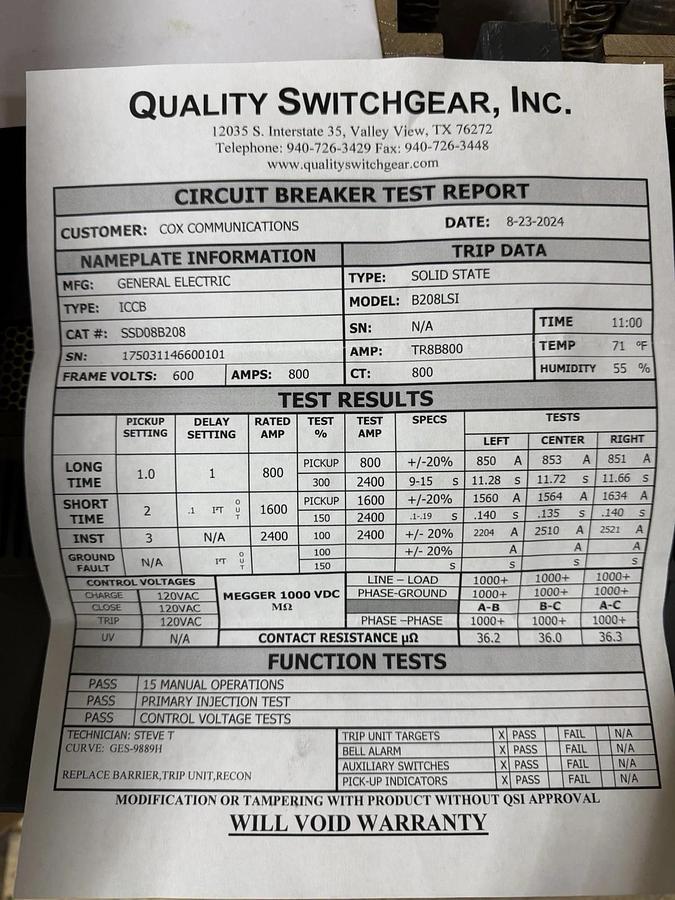 QUALITY SWITCHGEAR, INC.
12035 S. Interstate 35, Valley View, TX 76272
Telephone: 940-726-3429 Fax: 940-726-3448
www.qualityswitchgear.com
CIRCUIT BREAKER TEST REPORT
CUSTOMER: COX COMMUNICATIONS DATE: 8-23-2024
NAMEPLATE INFORMATION TRIP DATA
MFG: GENERAL ELECTRIC TYPE: SOLID STATE
TYPE: ICCB MODEL: B208LSI
CAT #: SSD08B208 SN: N/A TIME 11:00
SN: 175031146600101 AMP: TR8B800 TEMP 71 °F
FRAME VOLTS: 600 AMPS: 800 CT: 800 HUMIDITY 55 %
TEST RESULTS
PICKUP SETTING DELAY SETTING RATED AMP TEST % TEST AMP SPECS TESTS
LEFT CENTER RIGHT
LONG TIME 1.0 1 800 PICKUP 800 +/-20% 850 A 853 A 851 A
300 2400 9-15 s 11.28 s 11.72 s 11.66 s
SHORT TIME 2 .1 I²T OUT 1600 PICKUP 1600 +/-20% 1560 A 1564 A 1634 A
150 2400 .1-.19 s .140 s .135 s .140 s
INST 3 N/A 2400 100 2400 +/- 20% 2204 A 2510 A 2521 A
GROUND FAULT N/A I²T OUT 100 +/- 20% A A A
150 s s s s
CONTROL VOLTAGES MEGGER 1000 VDC MΩ LINE – LOAD 1000+ 1000+ 1000+
CHARGE 120VAC PHASE-GROUND 1000+ 1000+ 1000+
CLOSE 120VAC A-B B-C A-C
TRIP 120VAC PHASE –PHASE 1000+ 1000+ 1000+
UV N/A CONTACT RESISTANCE µΩ 36.2 36.0 36.3
FUNCTION TESTS
PASS 15 MANUAL OPERATIONS
PASS PRIMARY INJECTION TEST
PASS CONTROL VOLTAGE TESTS
TECHNICIAN: STEVE T TRIP UNIT TARGETS X PASS FAIL N/A
CURVE: GES-9889H BELL ALARM X PASS FAIL N/A
AUXILIARY SWITCHES X PASS FAIL N/A
REPLACE BARRIER,TRIP UNIT,RECON PICK-UP INDICATORS X PASS FAIL N/A
MODIFICATION OR TAMPERING WITH PRODUCT WITHOUT QSI APPROVAL
WILL VOID WARRANTY